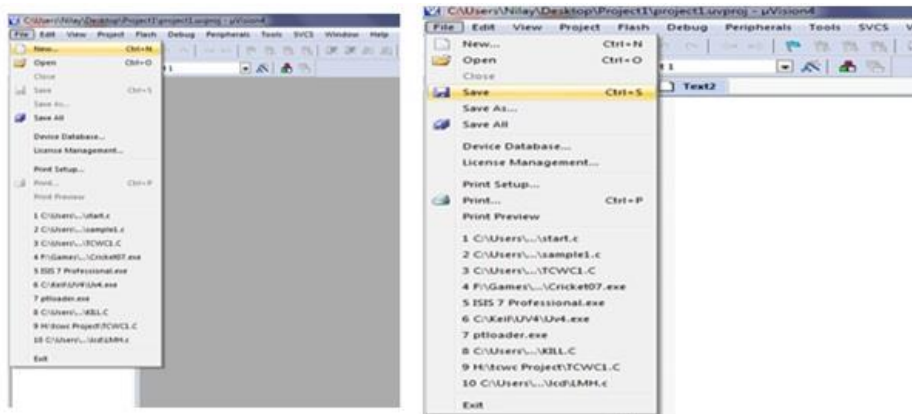 C:\Users\Nilay\Desktop\Project1\project1.uvproj - µVision4
File Edit View Project Flash Debug Peripherals Tools SVCS Window Help
New... Ctrl+N
Open Ctrl+O
Close
Save Ctrl+S
Save As...
Save All
Device Database...
License Management...
Print Setup...
Print... Ctrl+P
Print Preview
1 C:\Users\...\start.c
2 C:\Users\...\sample1.c
3 C:\Users\...\TCWC1.C
4 F:\Games\...\Cricket07.exe
5 ISIS 7 Professional.exe
6 C:\Keil\UV4\Uv4.exe
7 ptloader.exe
8 C:\Users\...\KILL.C
9 H:\tcwc Project\TCWC1.C
10 C:\Users\...\lcd\LMH.c
Exit
C:\Users\Nilay\Desktop\Project1\project1.uvproj - µVision4
File Edit View Project Flash Debug Peripherals Tools SVCS
New... Ctrl+N
Open Ctrl+O
Close
Save Ctrl+S
Text2
Save As...
Save All
Device Database...
License Management...
Print Setup...
Print... Ctrl+P
Print Preview
1 C:\Users\...\start.c
2 C:\Users\...\sample1.c
3 C:\Users\...\TCWC1.C
4 F:\Games\...\Cricket07.exe
5 ISIS 7 Professional.exe
6 C:\Keil\UV4\Uv4.exe
7 ptloader.exe
8 C:\Users\...\KILL.C
9 H:\tcwc Project\TCWC1.C
10 C:\Users\...\lcd\LMH.c
Exit